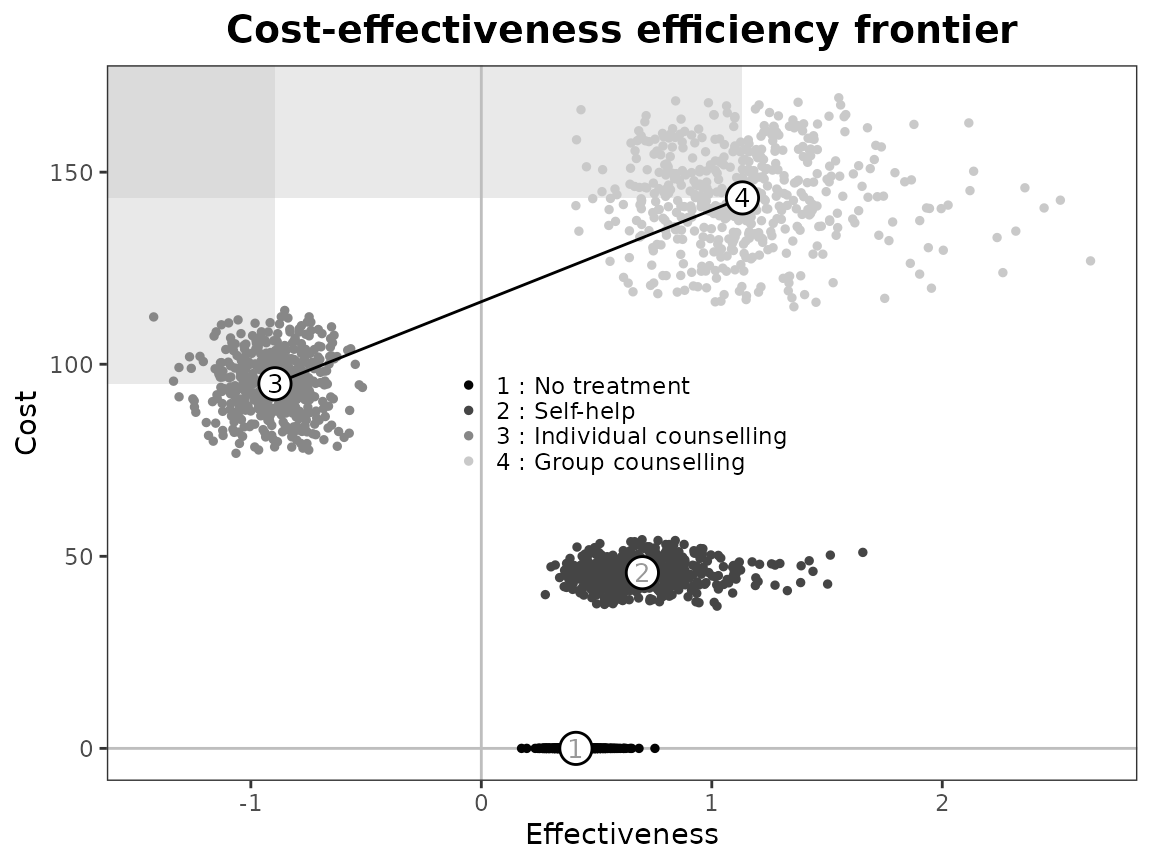 Cost-effectiveness efficiency frontier
150
100
50
0
Cost
4
3
1 : No treatment
2 : Self-help
3 : Individual counselling
4 : Group counselling
2
1
-1
0
1
2
Effectiveness